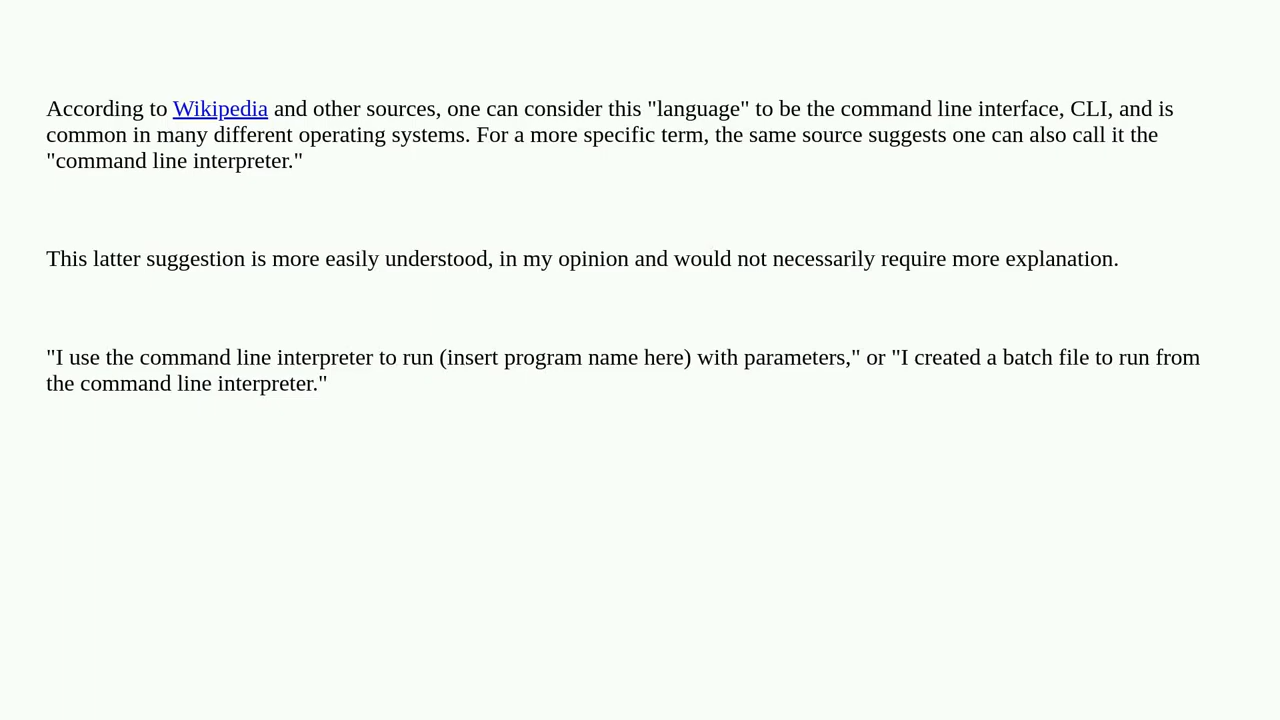 According to Wikipedia and other sources, one can consider this "language" to be the command line interface, CLI, and is
common in many different operating systems. For a more specific term, the same source suggests one can also call it the
"command line interpreter."
This latter suggestion is more easily understood, in my opinion and would not necessarily require more explanation.
"I use the command line interpreter to run (insert program name here) with parameters," or "I created a batch file to run from
the command line interpreter."